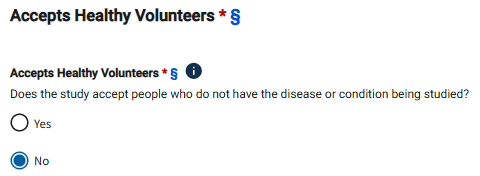 Accepts Healthy Volunteers * §
Accepts Healthy Volunteers * § i
Does the study accept people who do not have the disease or condition being studied?
Yes
No